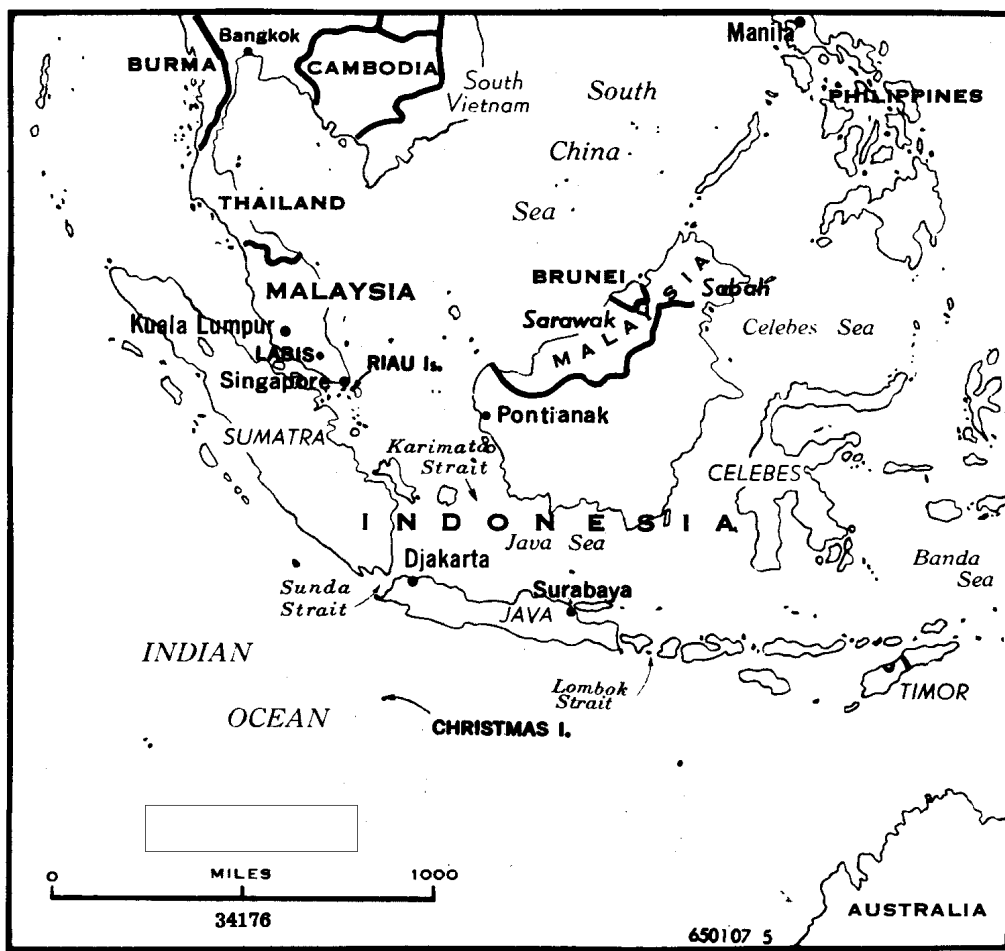 Bangkok
BURMA
CAMBODIA
South
Vietnam
South
China
Sea
Manila
PHILIPPINES
THAILAND
MALAYSIA
BRUNEI
Sabah
Sarawak
MALAYSIA
Celebes Sea
Kuala Lumpur
LABIS
RIAU Is.
Singapore
Pontianak
SUMATRA
Karimata
Strait
CELEBES
INDONESIA
Java Sea
Djakarta
Banda
Sea
Sunda
Strait
Surabaya
JAVA
INDIAN
OCEAN
Lombok
Strait
TIMOR
CHRISTMAS I.
0 MILES 1000
34176
AUSTRALIA
650107 5